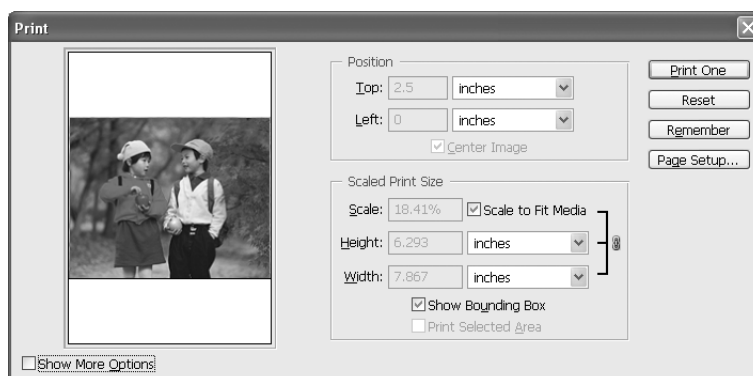 Print
Position
Top: 2.5 inches
Left: 0 inches
Center Image
Scaled Print Size
Scale: 18.41% Scale to Fit Media
Height: 6.293 inches
Width: 7.867 inches
Show Bounding Box
Print Selected Area
Print One
Reset
Remember
Page Setup...
Show More Options